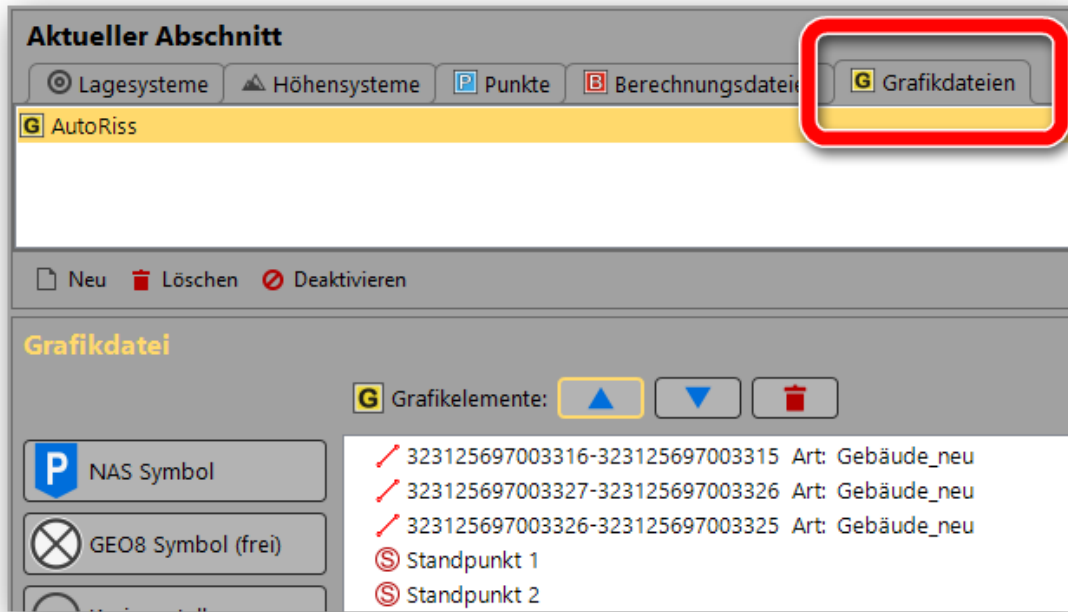 Aktueller Abschnitt
Lagesysteme Höhensysteme P Punkte B Berechnungsdateie G Grafikdateien
G AutoRiss
Neu Löschen Deaktivieren
Grafikdatei
G Grafikelemente:
P NAS Symbol
GEO8 Symbol (frei)
323125697003316-323125697003315 Art: Gebäude_neu
323125697003327-323125697003326 Art: Gebäude_neu
323125697003326-323125697003325 Art: Gebäude_neu
S Standpunkt 1
S Standpunkt 2